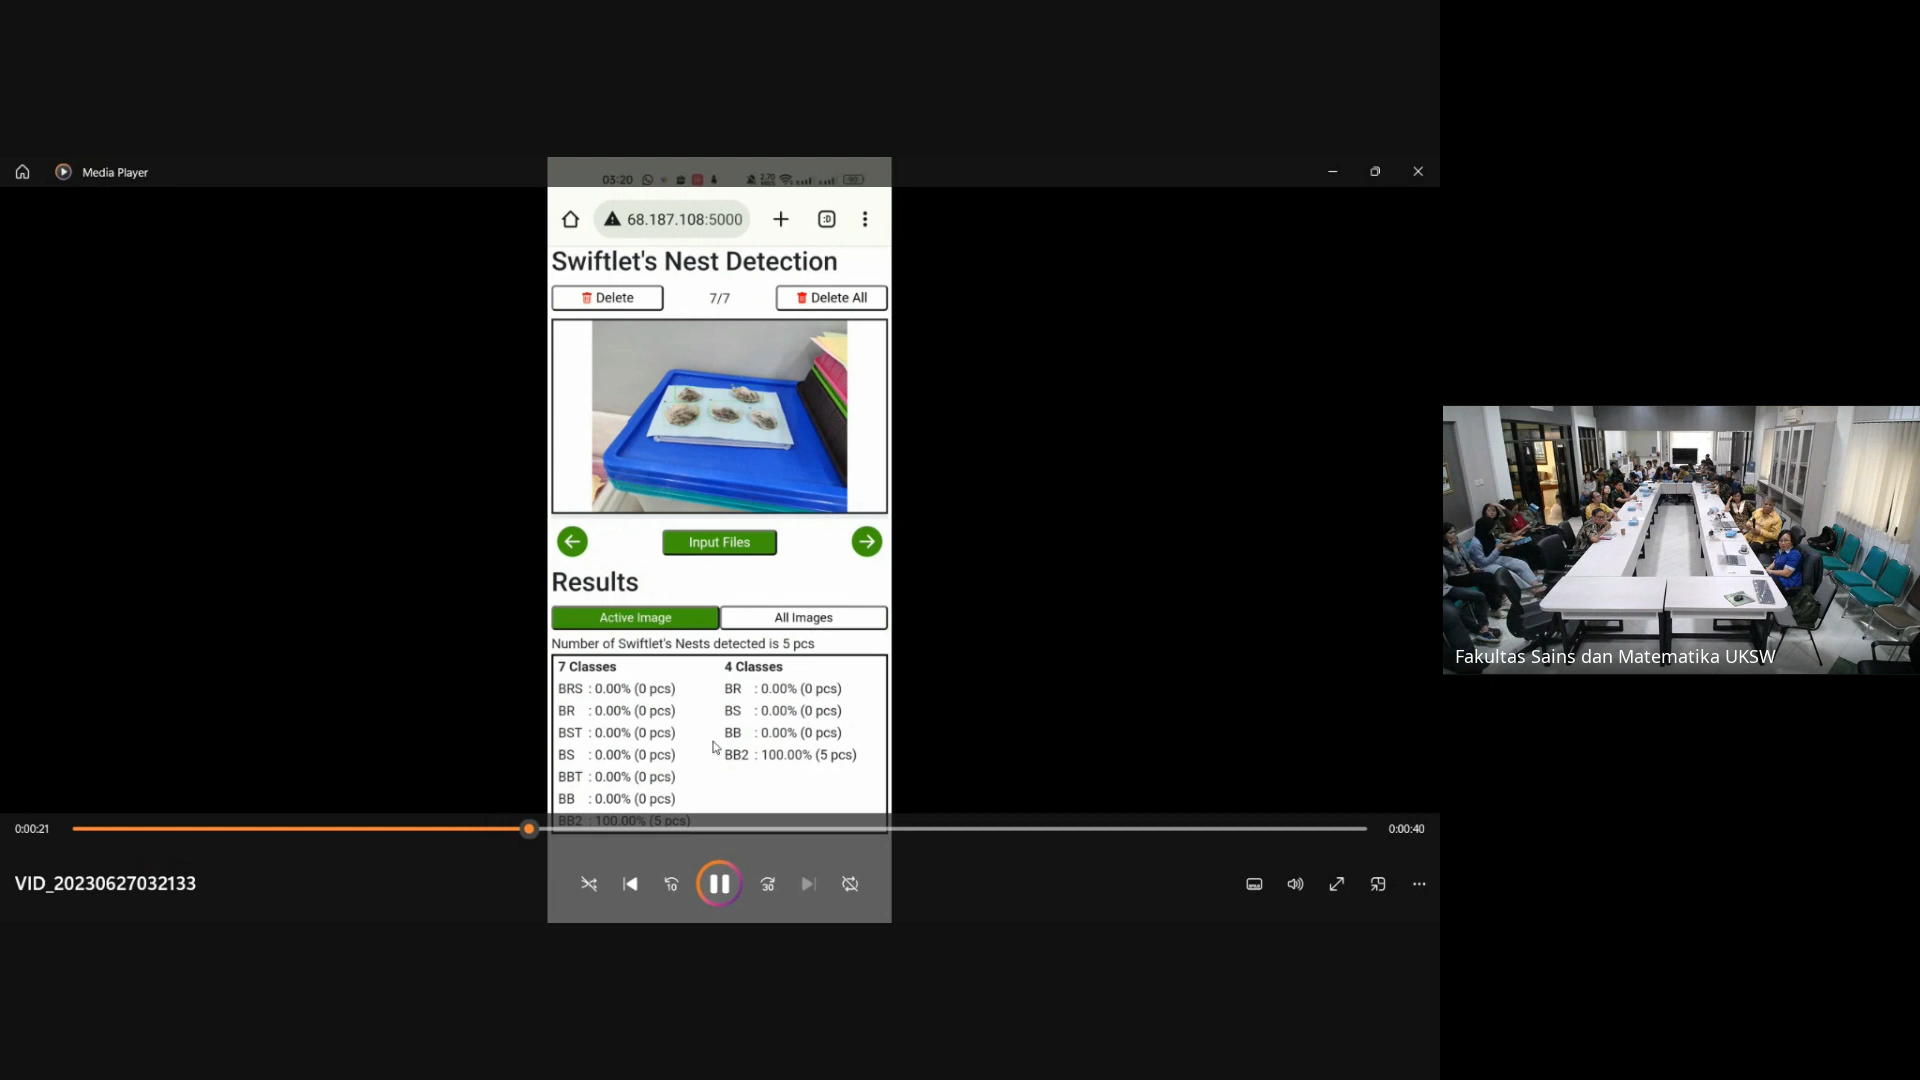 Media Player
03:20
68.187.108:5000
Swiftlet's Nest Detection
Delete
7/7
Delete All
Input Files
Results
Active Image
All Images
Number of Swiftlet's Nests detected is 5 pcs
7 Classes
BRS : 0.00% (0 pcs)
BR : 0.00% (0 pcs)
BST : 0.00% (0 pcs)
BS : 0.00% (0 pcs)
BBT : 0.00% (0 pcs)
BB : 0.00% (0 pcs)
BB2 : 100.00% (5 pcs)
4 Classes
BR : 0.00% (0 pcs)
BS : 0.00% (0 pcs)
BB : 0.00% (0 pcs)
BB2 : 100.00% (5 pcs)
0:00:21
0:00:40
VID_20230627032133
10
30
Fakultas Sains dan Matematika UKSW